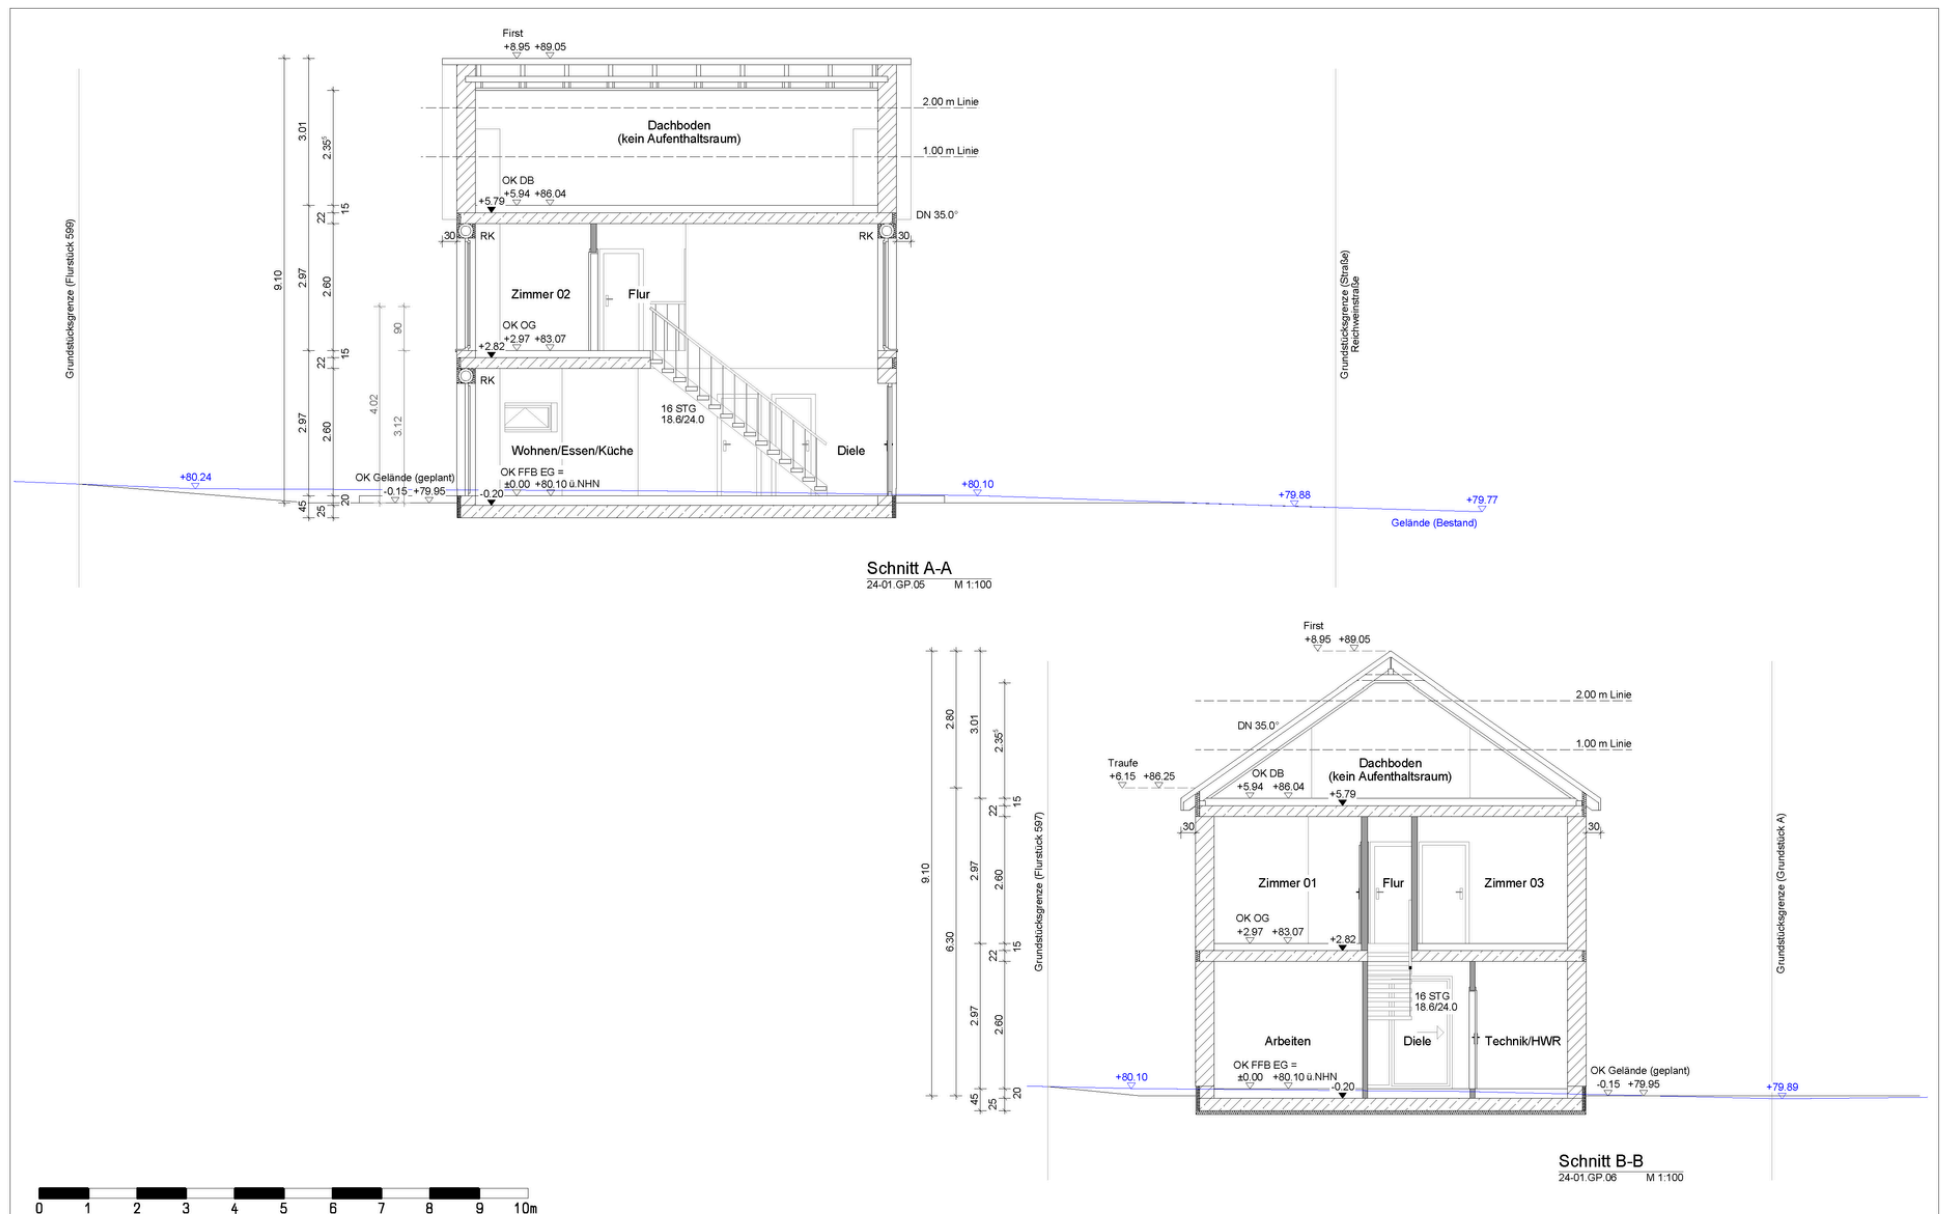 First
+8.95 +89.05
2.00 m Linie
Dachboden
(kein Aufenthaltsraum)
1.00 m Linie
3.01
2.35⁵
OK DB
+5.94 +86.04
+5.79
15
22
DN 35.0°
30
RK
RK
30
Grundstücksgrenze (Flurstück 599)
Grundstücksgrenze (Straße)
Reichweinstraße
9.10
2.97
2.60
Zimmer 02
Flur
90
OK OG
+2.97 +83.07
+2.82
15
22
RK
4.02
3.12
2.97
2.60
16 STG
18.6/24.0
Wohnen/Essen/Küche
Diele
+80.24
OK Gelände (geplant)
-0.15 +79.95
OK FFB EG =
±0.00 +80.10 ü.NHN
-0.20
20
45
25
+80.10
+79.88
+79.77
Gelände (Bestand)
Schnitt A-A
24-01.GP.05 M 1:100
First
+8.95 +89.05
2.00 m Linie
2.80
3.01
2.35⁵
DN 35.0°
1.00 m Linie
Traufe
+6.15 +86.25
Dachboden
(kein Aufenthaltsraum)
OK DB
+5.94 +86.04
+5.79
15
22
30
30
Grundstücksgrenze (Flurstück 597)
Grundstücksgrenze (Grundstück A)
9.10
6.30
2.97
2.60
Zimmer 01
Flur
Zimmer 03
OK OG
+2.97 +83.07
+2.82
15
22
2.97
2.60
16 STG
18.6/24.0
Arbeiten
Diele
Technik/HWR
OK FFB EG =
±0.00 +80.10 ü.NHN
-0.20
+80.10
OK Gelände (geplant)
-0.15 +79.95
+79.89
20
45
25
Schnitt B-B
24-01.GP.06 M 1:100
0 1 2 3 4 5 6 7 8 9 10m